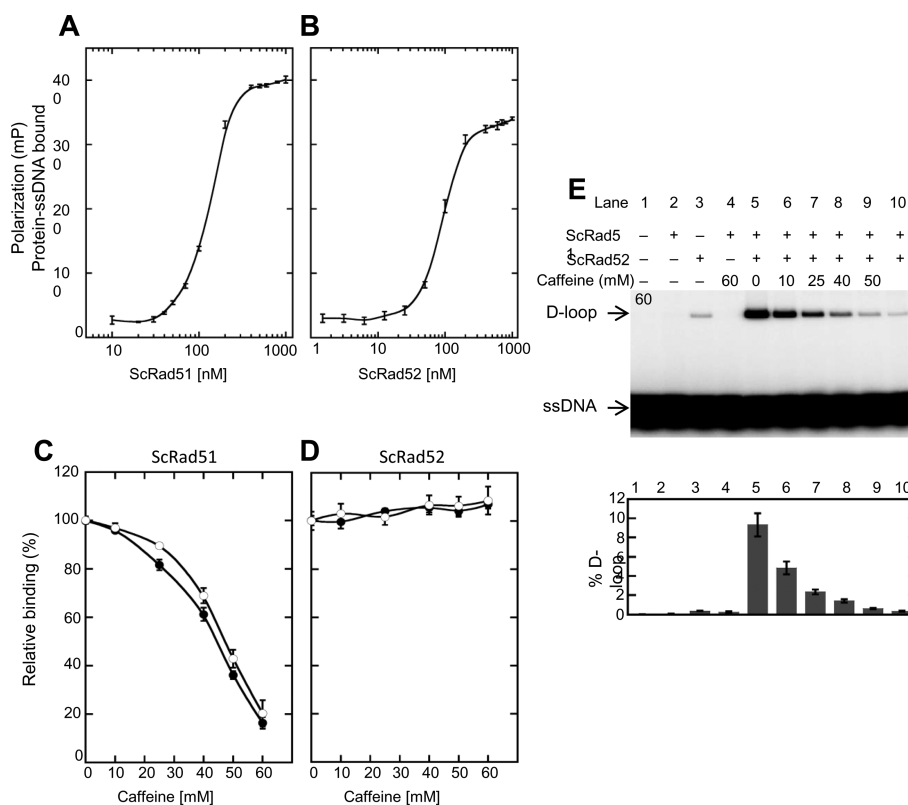 A
B
Polarization (mP)
Protein-ssDNA bound
40
0
30
0
20
0
10
0
0
10
100
1000
ScRad51 [nM]
1
10
100
1000
ScRad52 [nM]
C
ScRad51
D
ScRad52
Relative binding (%)
120
100
80
60
40
20
0
0 10 20 30 40 50 60
Caffeine [mM]
0 10 20 30 40 50 60
Caffeine [mM]
E
Lane 1 2 3 4 5 6 7 8 9 10
ScRad5 – + – + + + + + + +
1
ScRad52 – – + – + + + + + +
Caffeine (mM) – – – 60 0 10 25 40 50
60
D-loop
ssDNA
1 2 3 4 5 6 7 8 9 10
% D-
loop
12
10
8
6
4
2
0